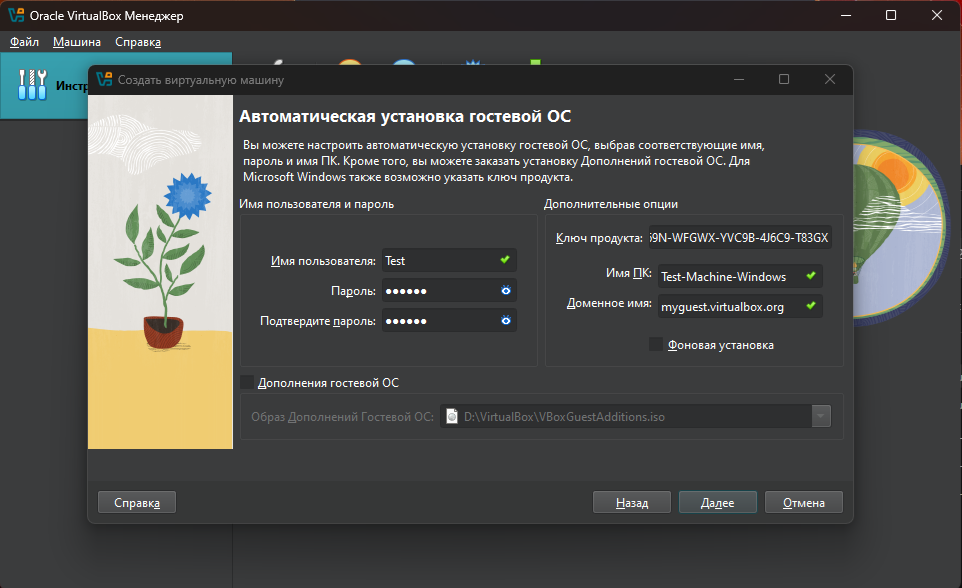 Oracle VirtualBox Менеджер
Файл Машина Справка
Инстр
Создать виртуальную машину
Автоматическая установка гостевой ОС
Вы можете настроить автоматическую установку гостевой ОС, выбрав соответствующие имя,
пароль и имя ПК. Кроме того, вы можете заказать установку Дополнений гостевой ОС. Для
Microsoft Windows также возможно указать ключ продукта.
Имя пользователя и пароль
Имя пользователя: Test
Пароль: ●●●●●●
Подтвердите пароль: ●●●●●●
Дополнительные опции
Ключ продукта: 9N-WFGWX-YVC9B-4J6C9-T83GX
Имя ПК: Test-Machine-Windows
Доменное имя: myguest.virtualbox.org
Фоновая установка
Дополнения гостевой ОС
Образ Дополнений Гостевой ОС: D:\VirtualBox\VBoxGuestAdditions.iso
Справка Назад Далее Отмена